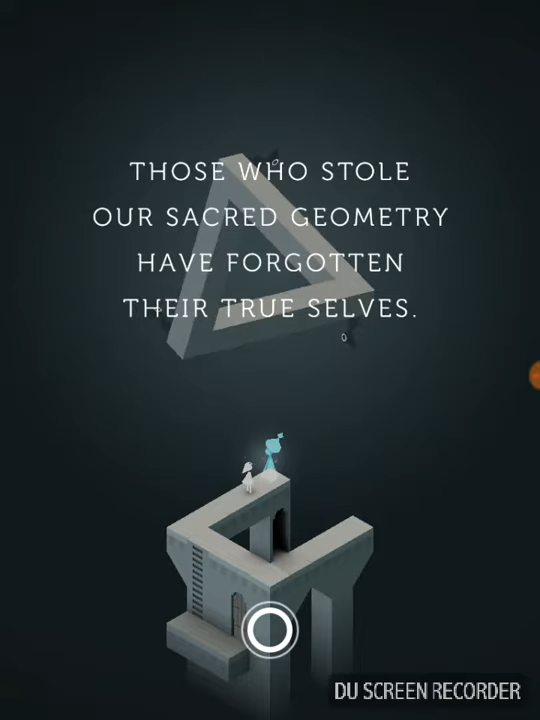 THOSE WHO STOLE
OUR SACRED GEOMETRY
HAVE FORGOTTEN
THEIR TRUE SELVES.
DU SCREEN RECORDER